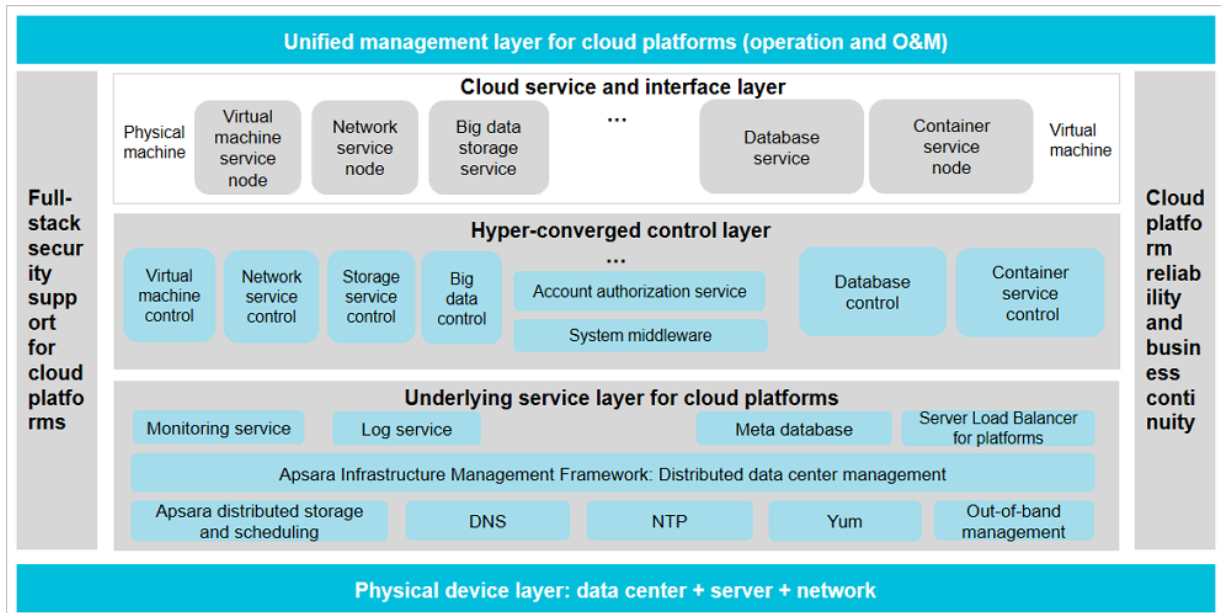 Unified management layer for cloud platforms (operation and O&M)
Full-
stack
secur
ity
supp
ort
for
cloud
platfo
rms
Cloud service and interface layer
Physical
machine
Virtual
machine
service
node
Network
service
node
Big data
storage
service
...
Database
service
Container
service
node
Virtual
machine
Hyper-converged control layer
Virtual
machine
control
Network
service
control
Storage
service
control
Big
data
control
...
Account authorization service
System middleware
Database
control
Container
service
control
Underlying service layer for cloud platforms
Monitoring service
Log service
Meta database
Server Load Balancer
for platforms
Apsara Infrastructure Management Framework: Distributed data center management
Apsara distributed storage
and scheduling
DNS
NTP
Yum
Out-of-band
management
Cloud
platfo
rm
reliab
ility
and
busin
ess
conti
nuity
Physical device layer: data center + server + network